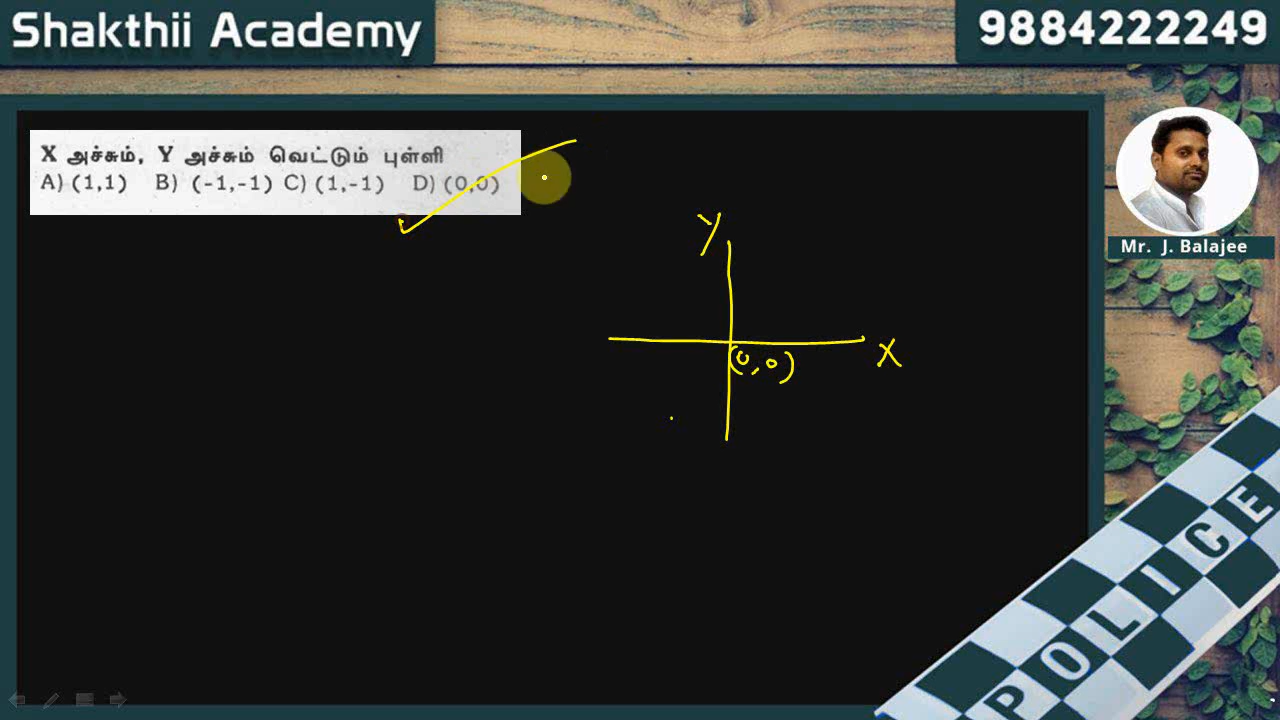 Shakthii Academy
9884222249
X அச்சும், Y அச்சும் வெட்டும் புள்ளி
A) (1,1) B) (-1,-1) C) (1,-1) D) (0,0)
Mr. J. Balajee
Y
X
(0,0)
POLICE